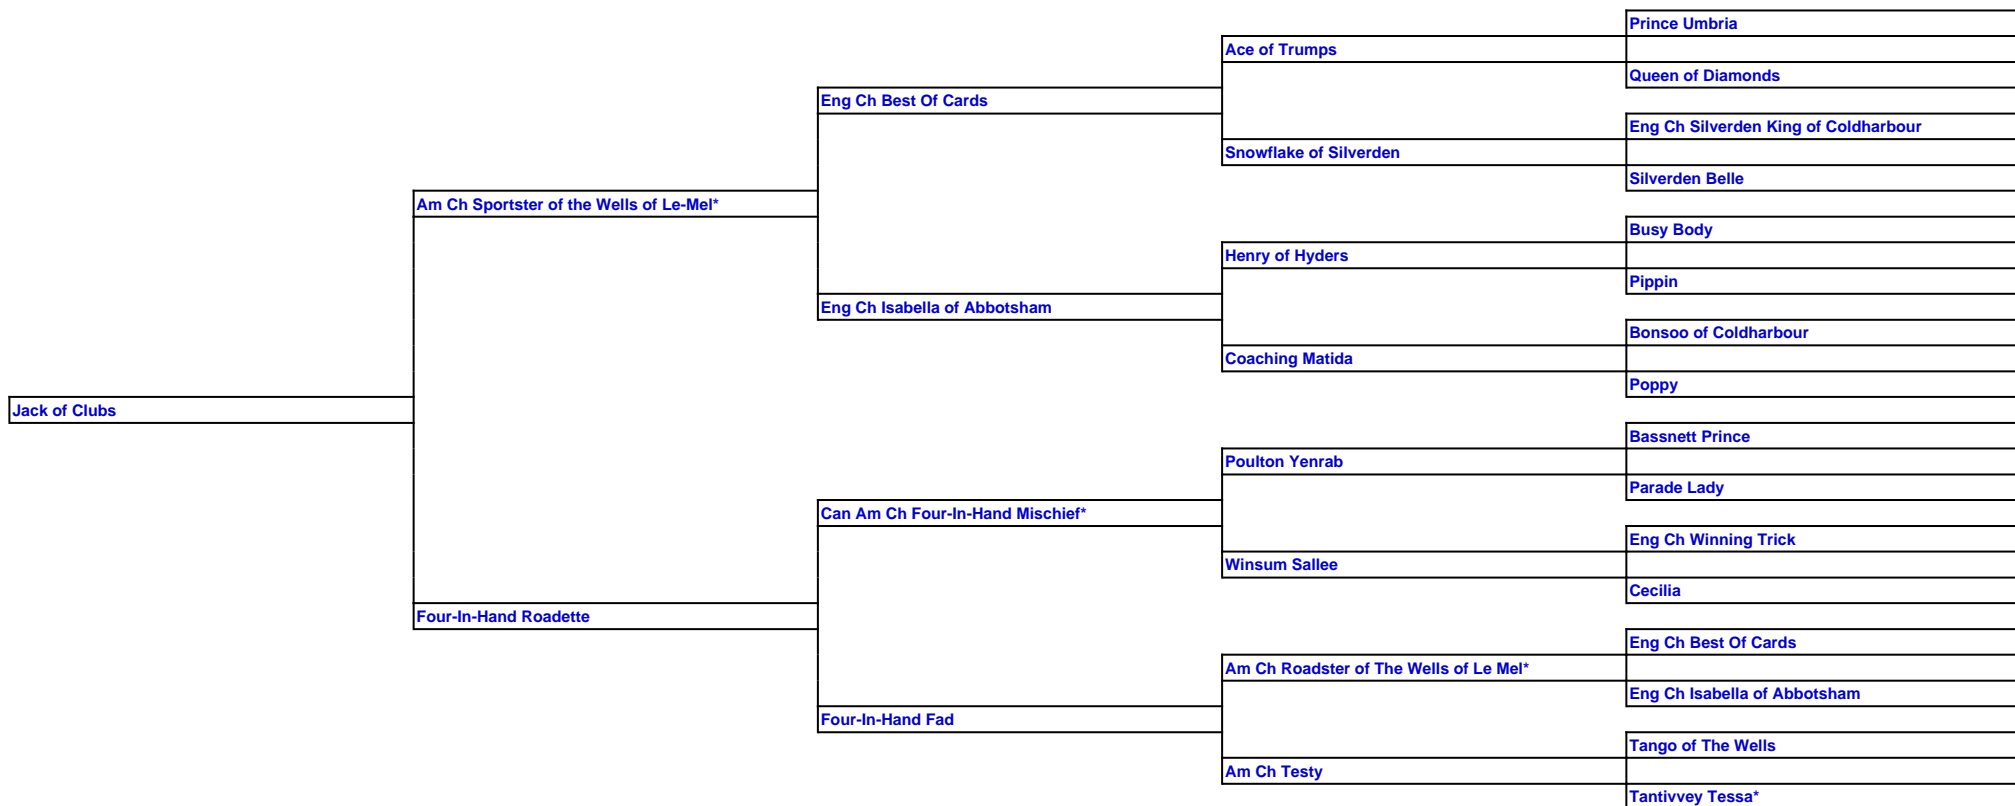 Prince Umbria
Ace of Trumps
Queen of Diamonds
Eng Ch Best Of Cards
Eng Ch Silverden King of Coldharbour
Snowflake of Silverden
Silverden Belle
Am Ch Sportster of the Wells of Le-Mel*
Busy Body
Henry of Hyders
Pippin
Eng Ch Isabella of Abbotsham
Bonsoo of Coldharbour
Coaching Matida
Poppy
Jack of Clubs
Bassnett Prince
Poulton Yenrab
Parade Lady
Can Am Ch Four-In-Hand Mischief*
Eng Ch Winning Trick
Winsum Sallee
Cecilia
Four-In-Hand Roadette
Eng Ch Best Of Cards
Am Ch Roadster of The Wells of Le Mel*
Eng Ch Isabella of Abbotsham
Four-In-Hand Fad
Tango of The Wells
Am Ch Testy
Tantivvey Tessa*